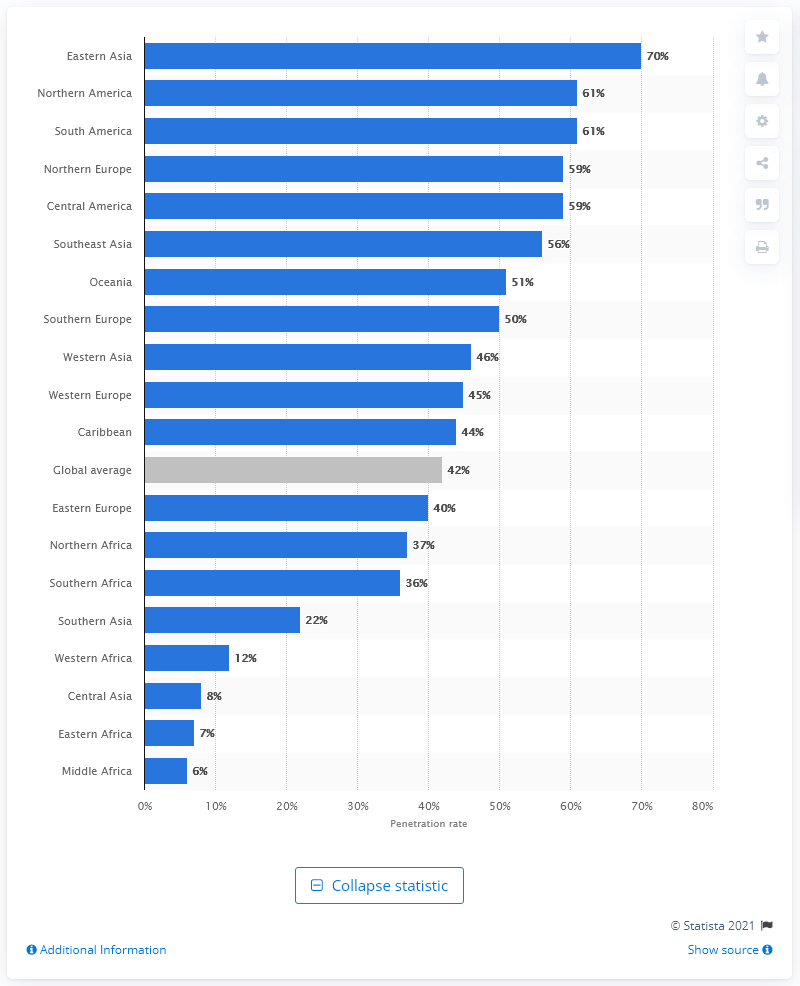 Eastern Asia 70%
Northern America 61%
South America 61%
Northern Europe 59%
Central America 59%
Southeast Asia 56%
Oceania 51%
Southern Europe 50%
Western Asia 46%
Western Europe 45%
Caribbean 44%
Global average 42%
Eastern Europe 40%
Northern Africa 37%
Southern Africa 36%
Southern Asia 22%
Western Africa 12%
Central Asia 8%
Eastern Africa 7%
Middle Africa 6%
0% 10% 20% 30% 40% 50% 60% 70% 80%
Penetration rate
Collapse statistic
© Statista 2021
Additional Information Show source